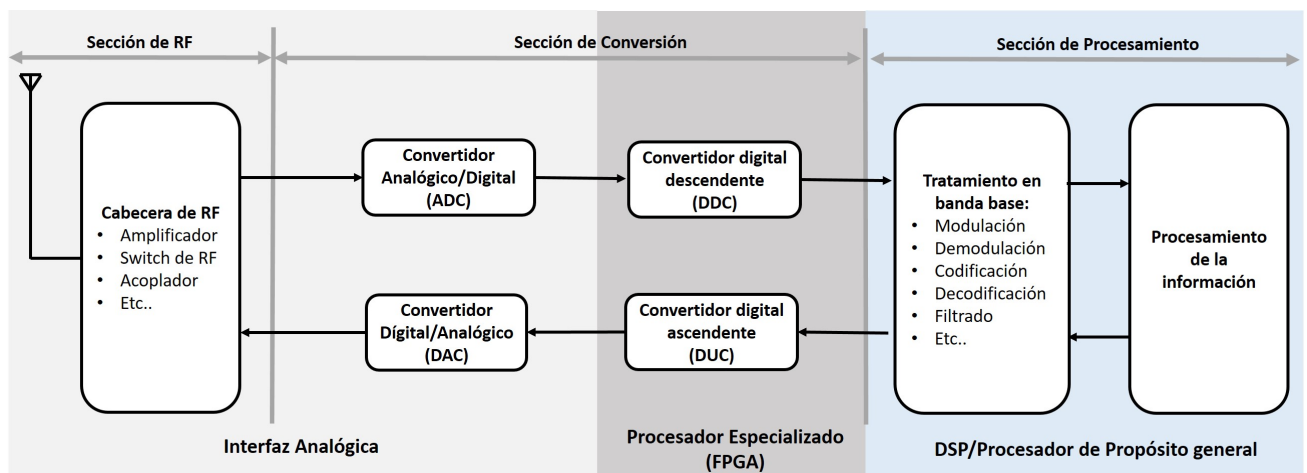 Sección de RF
Sección de Conversión
Sección de Procesamiento
Cabecera de RF
• Amplificador
• Switch de RF
• Acoplador
• Etc..
Convertidor
Analógico/Digital
(ADC)
Convertidor digital
descendente
(DDC)
Convertidor
Dígital/Analógico
(DAC)
Convertidor digital
ascendente
(DUC)
Tratamiento en
banda base:
• Modulación
• Demodulación
• Codificación
• Decodificación
• Filtrado
• Etc..
Procesamiento
de la
información
Interfaz Analógica
Procesador Especializado
(FPGA)
DSP/Procesador de Propósito general